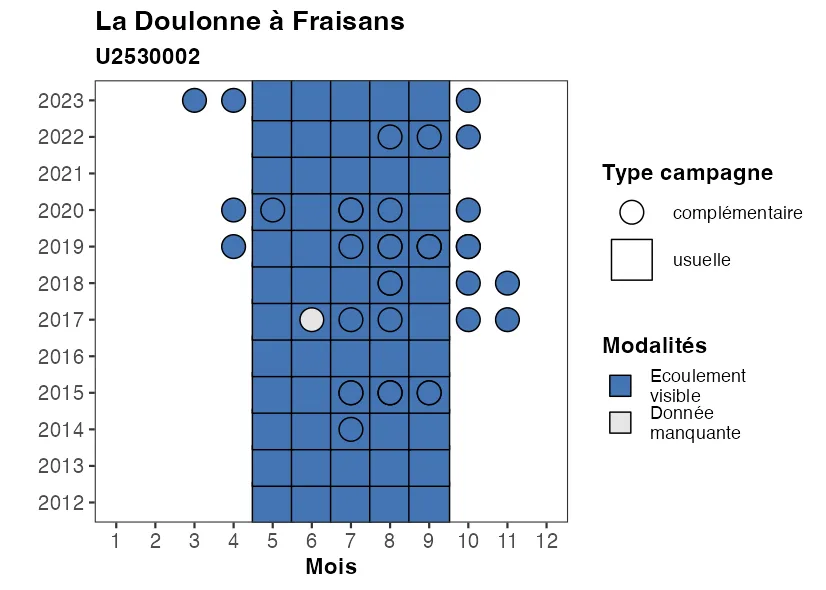 La Doulonne à Fraisans
U2530002
2023
2022
2021
2020
2019
2018
2017
2016
2015
2014
2013
2012
1 2 3 4 5 6 7 8 9 10 11 12
Mois
Type campagne
complémentaire
usuelle
Modalités
Ecoulement
visible
Donnée
manquante